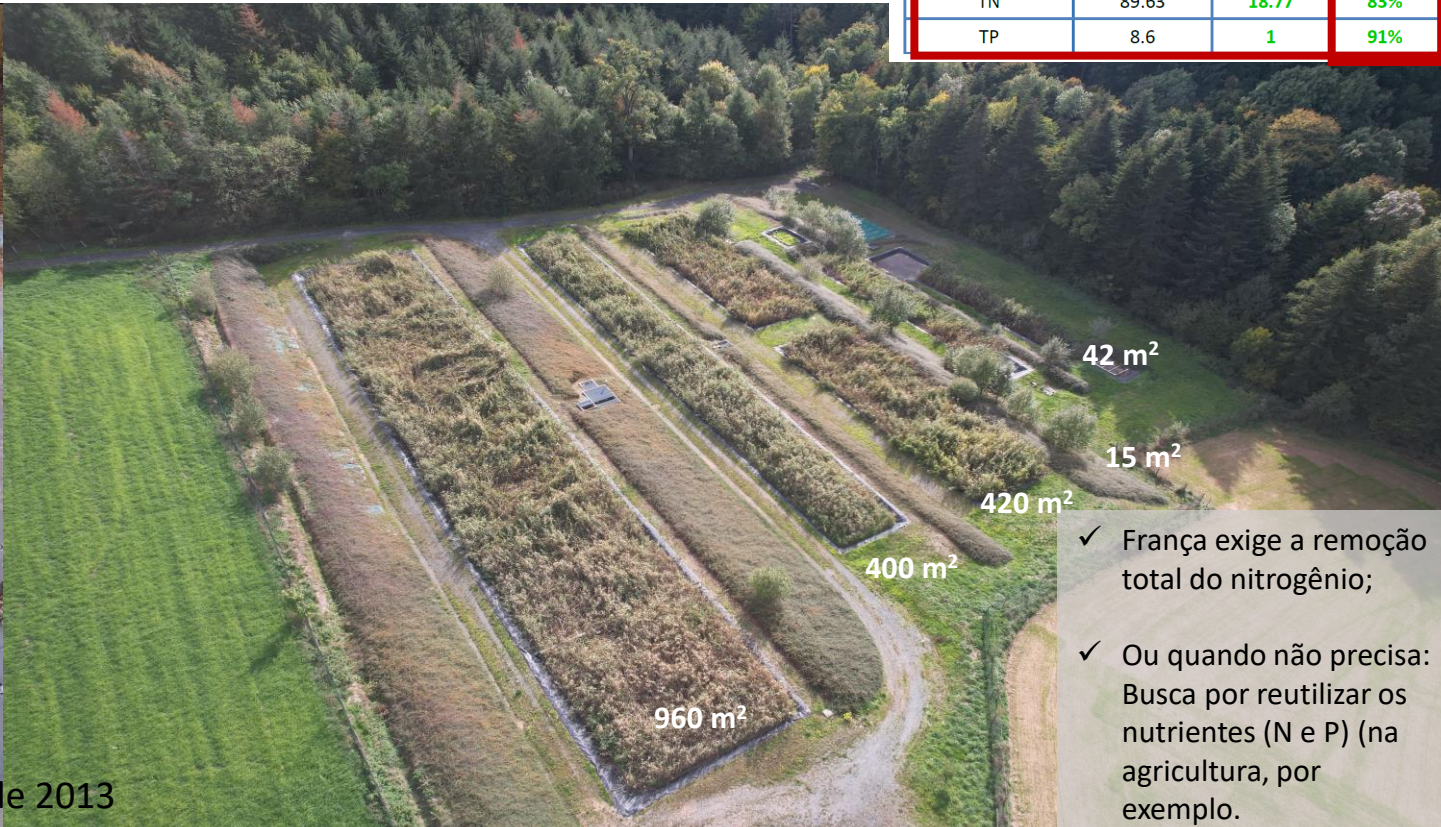 TN 89.63 18.77 83%
TP 8.6 1 91%
42 m²
15 m²
420 m²
400 m²
960 m²
✓ França exige a remoção
total do nitrogênio;
✓ Ou quando não precisa:
Busca por reutilizar os
nutrientes (N e P) (na
agricultura, por
exemplo.
2013